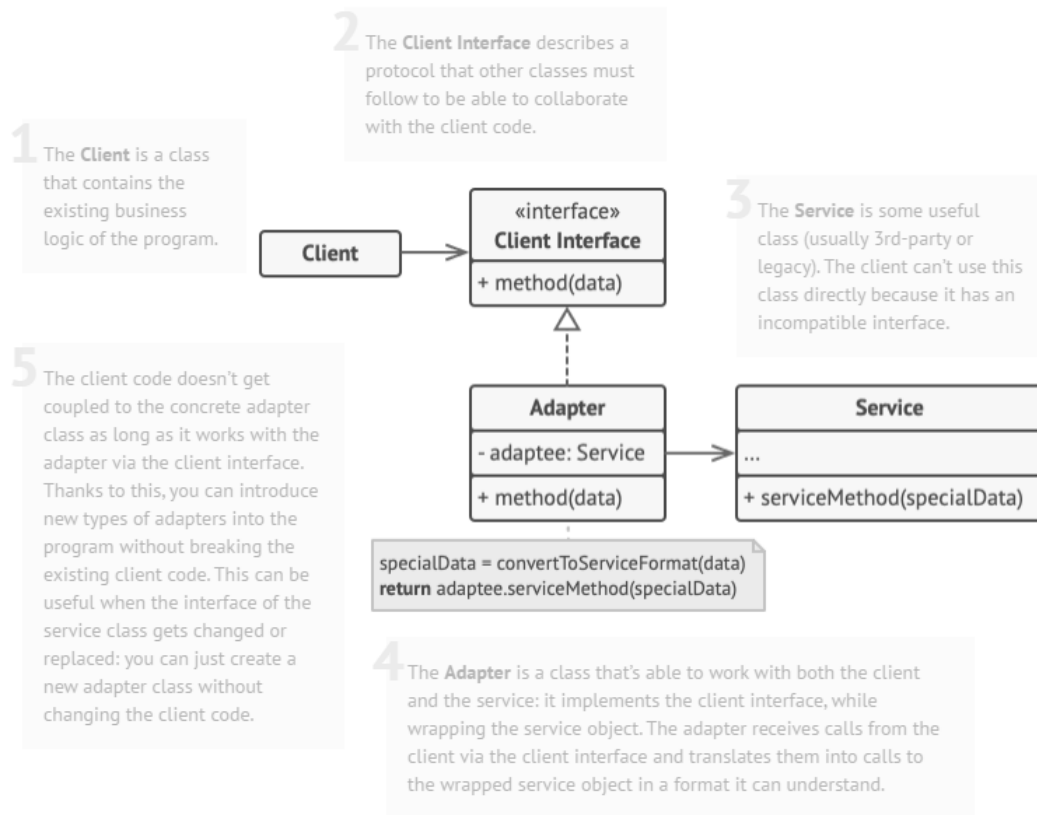 2
The Client Interface describes a
protocol that other classes must
follow to be able to collaborate
with the client code.
1
The Client is a class
that contains the
existing business
logic of the program.
Client
«interface»
Client Interface
+ method(data)
3
The Service is some useful
class (usually 3rd-party or
legacy). The client can’t use this
class directly because it has an
incompatible interface.
5
The client code doesn’t get
coupled to the concrete adapter
class as long as it works with the
adapter via the client interface.
Thanks to this, you can introduce
new types of adapters into the
program without breaking the
existing client code. This can be
useful when the interface of the
service class gets changed or
replaced: you can just create a
new adapter class without
changing the client code.
Adapter
- adaptee: Service
+ method(data)
Service
...
+ serviceMethod(specialData)
specialData = convertToServiceFormat(data)
return adaptee.serviceMethod(specialData)
4
The Adapter is a class that’s able to work with both the client
and the service: it implements the client interface, while
wrapping the service object. The adapter receives calls from the
client via the client interface and translates them into calls to
the wrapped service object in a format it can understand.